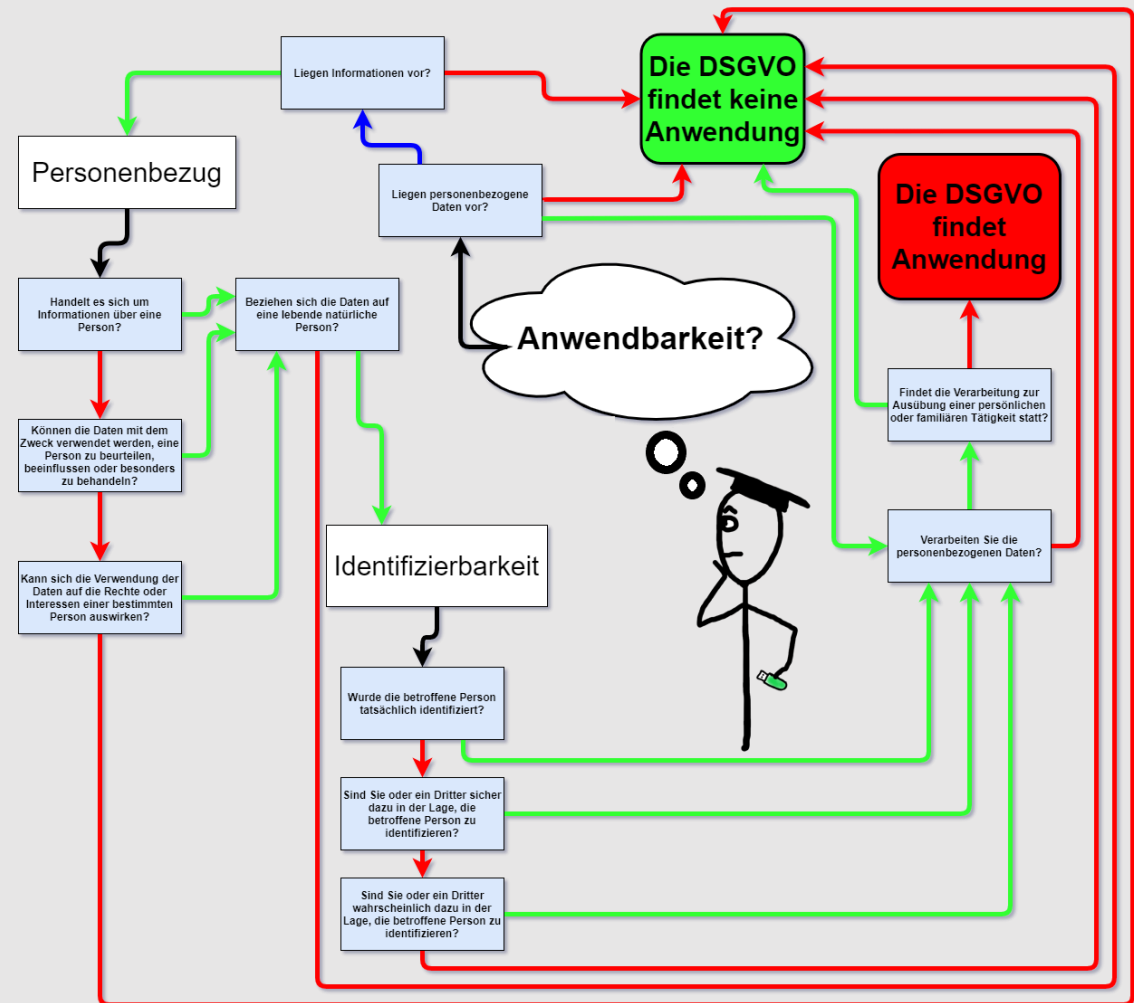 Liegen Informationen vor?
Die DSGVO
findet keine
Anwendung
Personenbezug
Liegen personenbezogene
Daten vor?
Die DSGVO
findet
Anwendung
Handelt es sich um
Informationen über eine
Person?
Beziehen sich die Daten auf
eine lebende natürliche
Person?
Anwendbarkeit?
Findet die Verarbeitung zur
Ausübung einer persönlichen
oder familiären Tätigkeit statt?
Können die Daten mit dem
Zweck verwendet werden, eine
Person zu beurteilen,
beeinflussen oder besonders
zu behandeln?
Identifizierbarkeit
Verarbeiten Sie die
personenbezogenen Daten?
Kann sich die Verwendung der
Daten auf die Rechte oder
Interessen einer bestimmten
Person auswirken?
Wurde die betroffene Person
tatsächlich identifiziert?
Sind Sie oder ein Dritter sicher
dazu in der Lage, die
betroffene Person zu
identifizieren?
Sind Sie oder ein Dritter
wahrscheinlich dazu in der
Lage, die betroffene Person zu
identifizieren?